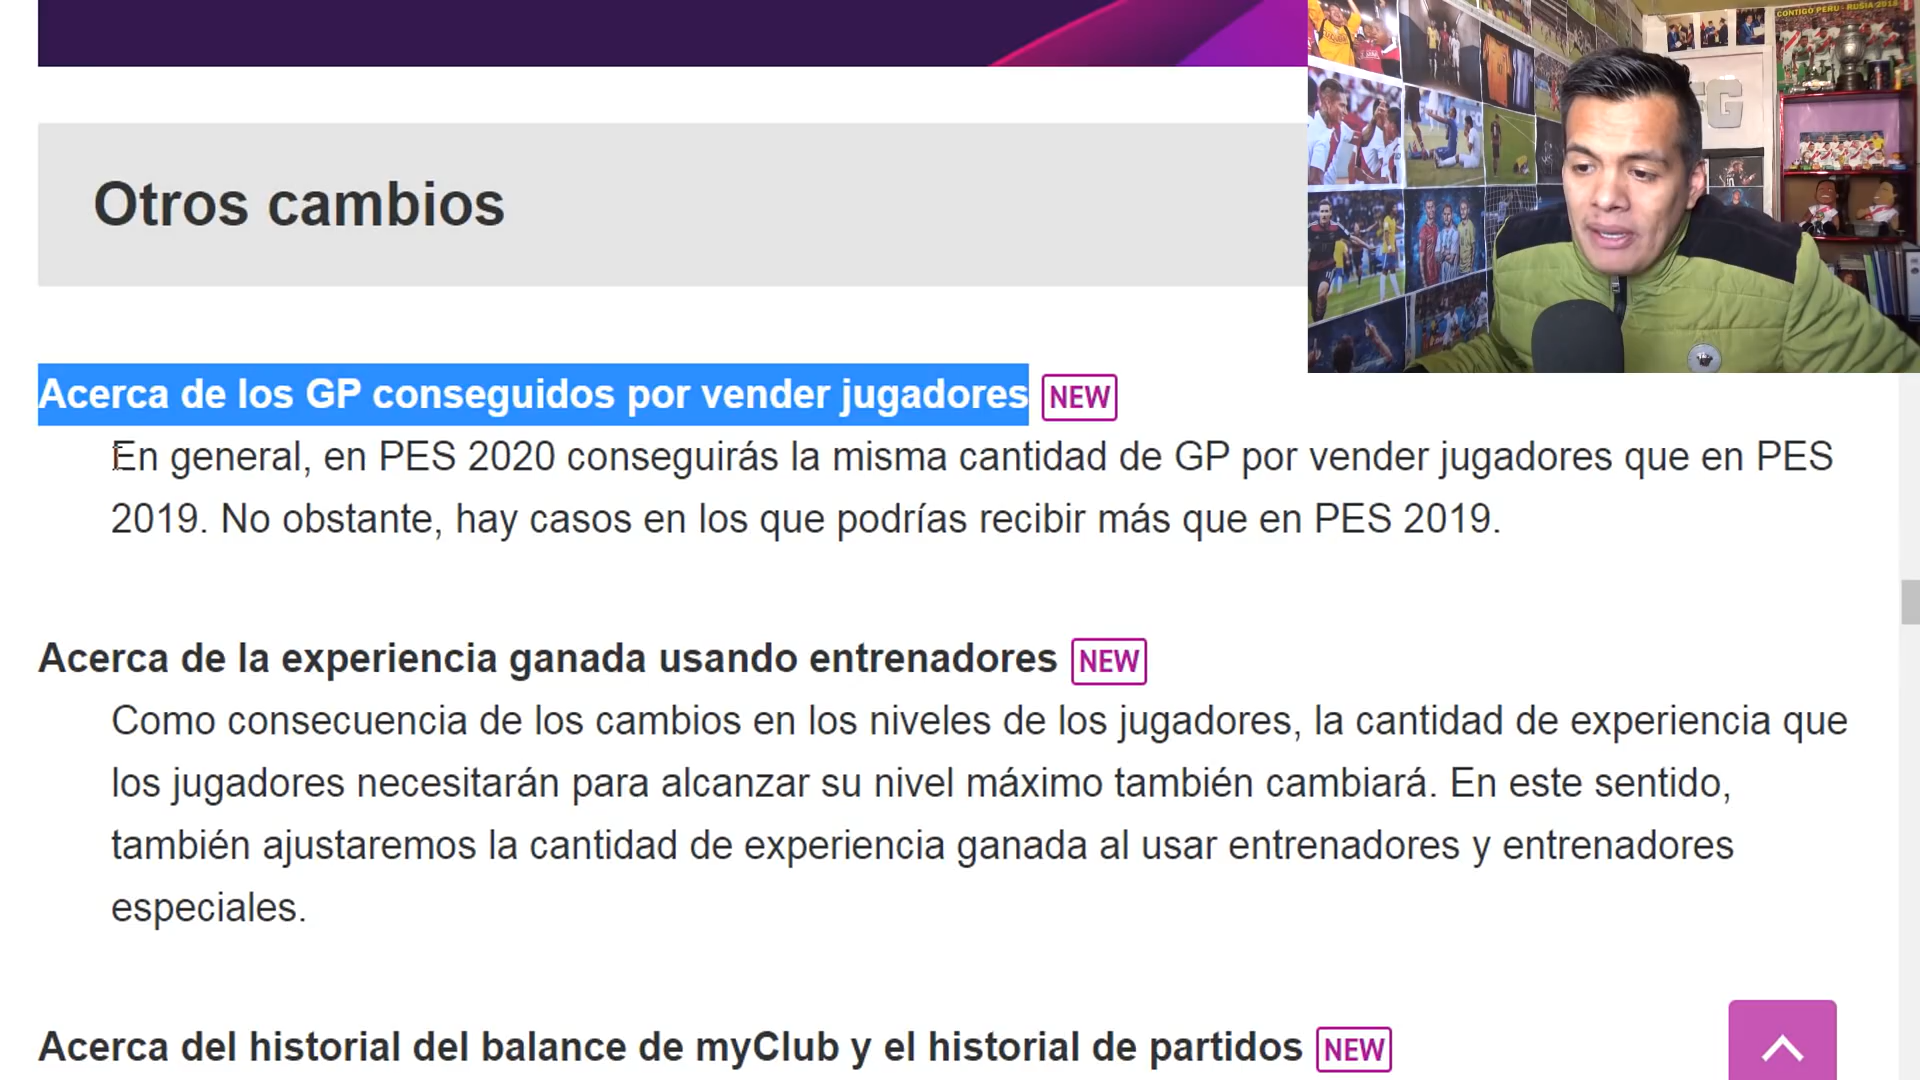 CONTIGO PERU - RUSIA 2018
FG
Otros cambios
Acerca de los GP conseguidos por vender jugadores NEW
En general, en PES 2020 conseguirás la misma cantidad de GP por vender jugadores que en PES
2019. No obstante, hay casos en los que podrías recibir más que en PES 2019.
Acerca de la experiencia ganada usando entrenadores NEW
Como consecuencia de los cambios en los niveles de los jugadores, la cantidad de experiencia que
los jugadores necesitarán para alcanzar su nivel máximo también cambiará. En este sentido,
también ajustaremos la cantidad de experiencia ganada al usar entrenadores y entrenadores
especiales.
Acerca del historial del balance de myClub y el historial de partidos NEW